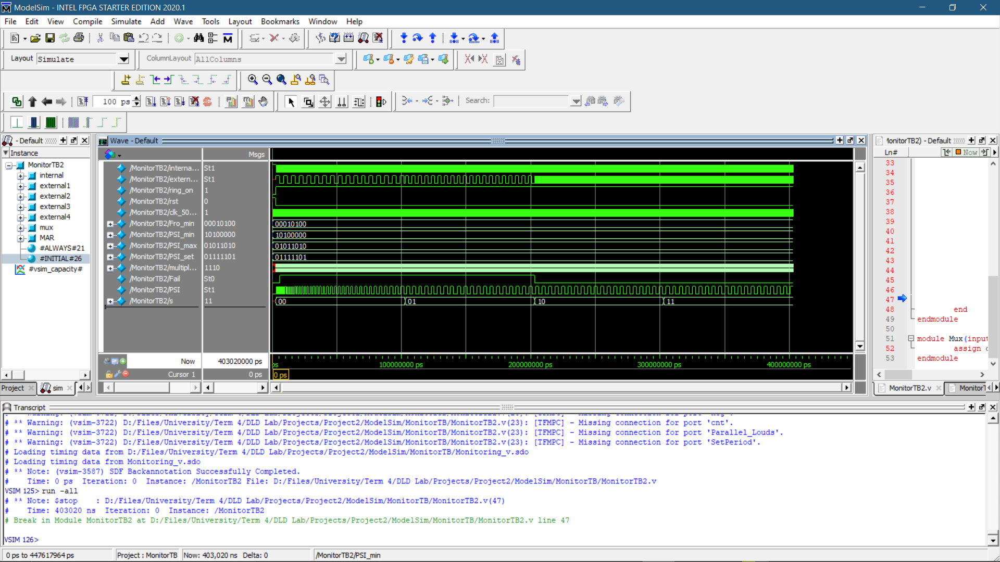 ModelSim - INTEL FPGA STARTER EDITION 2020.1
File Edit View Compile Simulate Add Wave Tools Layout Bookmarks Window Help
Layout Simulate ColumnLayout AllColumns
100 ps Search:
- Default
Instance
MonitorTB2
internal
external1
external2
external3
external4
mux
MAR
#ALWAYS#21
#INITIAL#26
#vsim_capacity#
Project sim
Wave - Default
Msgs
/MonitorTB2/interna... St1
/MonitorTB2/extern... St1
/MonitorTB2/ring_on 1
/MonitorTB2/rst 0
/MonitorTB2/clk_50... 1
/MonitorTB2/Fro_min 00010100 00010100
/MonitorTB2/PSI_min 10100000 10100000
/MonitorTB2/PSI_max 01011010 01011010
/MonitorTB2/PSI_set 01111101 01111101
/MonitorTB2/multipl... 1110
/MonitorTB2/Fail St0
/MonitorTB2/PSI St1
/MonitorTB2/s 11 00 01 10 11
Now 403020000 ps ps 100000000 ps 200000000 ps 300000000 ps 400000000 ps
Cursor 1 0 ps 0 ps
MonitorTB2) - Default
Ln# Now
33
34
35
36
37
38
39
40
41
42
43
44
45
46
47
48 end
49 endmodule
50
51 module Mux(input
52 assign
53 endmodule
MonitorTB2.v MonitorT
Transcript
# ** Warning: (vsim-3722) D:/Files/University/Term 4/DLD Lab/Projects/Project2/ModelSim/MonitorTB/MonitorTB2.v(23): [TFMPC] - Missing connection for port 'cnt'.
# ** Warning: (vsim-3722) D:/Files/University/Term 4/DLD Lab/Projects/Project2/ModelSim/MonitorTB/MonitorTB2.v(23): [TFMPC] - Missing connection for port 'Parallel_Louds'.
# ** Warning: (vsim-3722) D:/Files/University/Term 4/DLD Lab/Projects/Project2/ModelSim/MonitorTB/MonitorTB2.v(23): [TFMPC] - Missing connection for port 'SetPeriod'.
# Loading timing data from D:/Files/University/Term 4/DLD Lab/Projects/Project2/ModelSim/MonitorTB/Monitoring_v.sdo
# Loading timing data from Monitoring_v.sdo
# ** Note: (vsim-3587) SDF Backannotation Successfully Completed.
# Time: 0 ps Iteration: 0 Instance: /MonitorTB2 File: D:/Files/University/Term 4/DLD Lab/Projects/Project2/ModelSim/MonitorTB/MonitorTB2.v
VSIM 125> run -all
# ** Note: $stop : D:/Files/University/Term 4/DLD Lab/Projects/Project2/ModelSim/MonitorTB/MonitorTB2.v(47)
# Time: 403020 ns Iteration: 0 Instance: /MonitorTB2
# Break in Module MonitorTB2 at D:/Files/University/Term 4/DLD Lab/Projects/Project2/ModelSim/MonitorTB/MonitorTB2.v line 47
VSIM 126>
0 ps to 447617964 ps Project : MonitorTB Now: 403,020 ns Delta: 0 /MonitorTB2/PSI_min